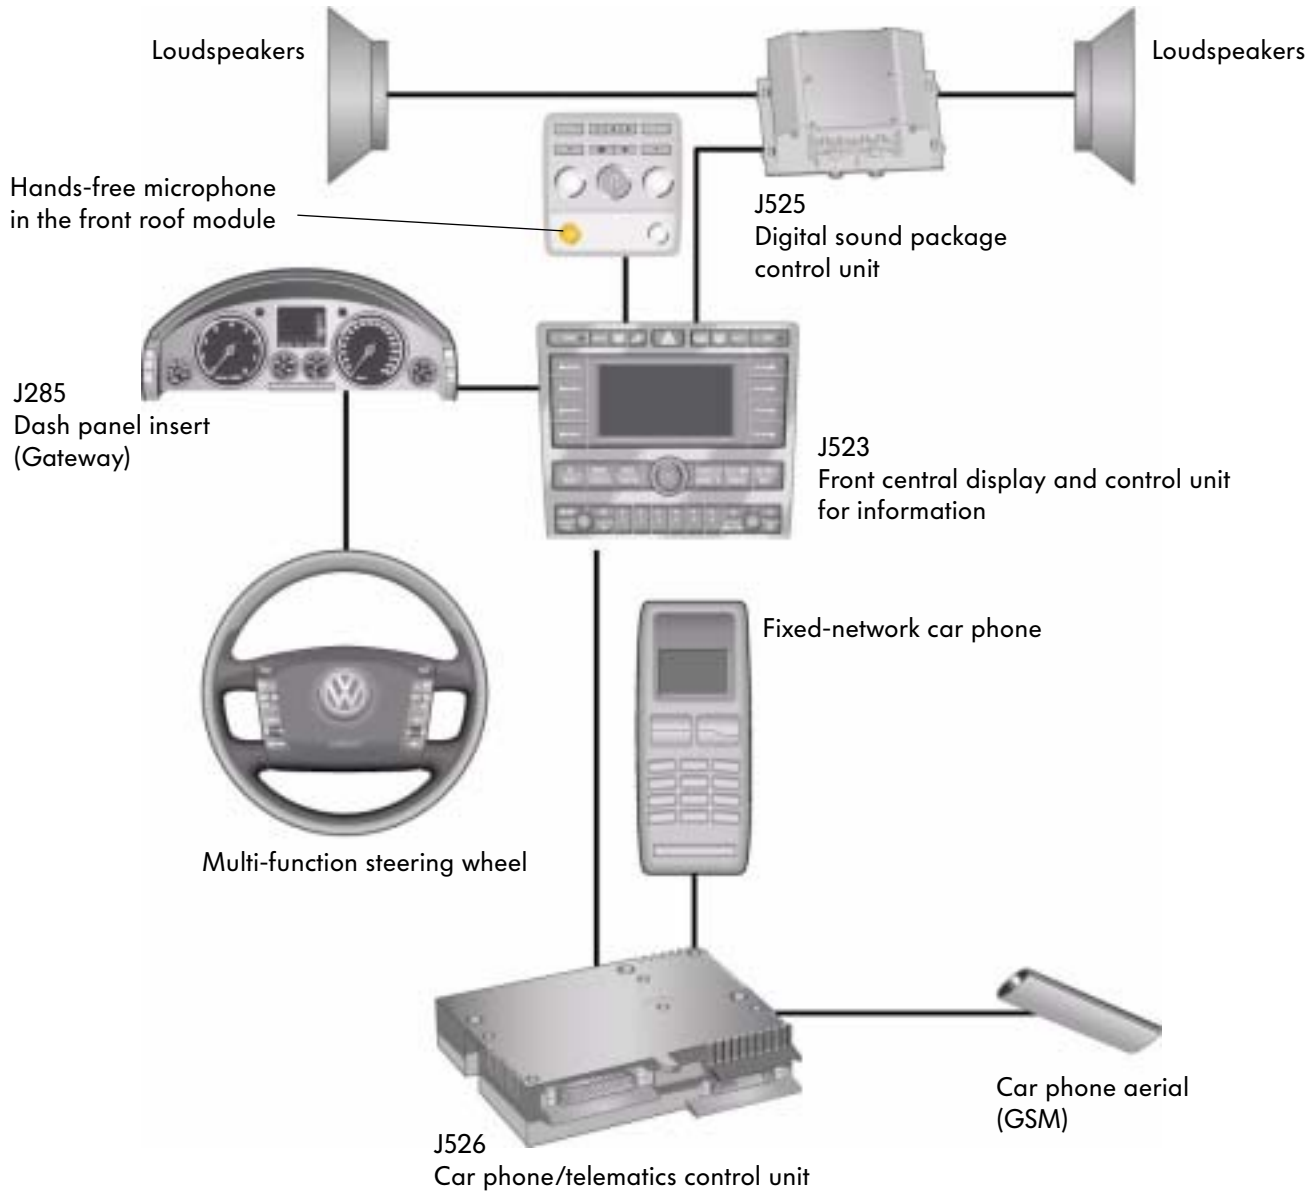 Loudspeakers
Loudspeakers
Hands-free microphone
in the front roof module
J525
Digital sound package
control unit
J285
Dash panel insert
(Gateway)
J523
Front central display and control unit
for information
Fixed-network car phone
Multi-function steering wheel
Car phone aerial
(GSM)
J526
Car phone/telematics control unit